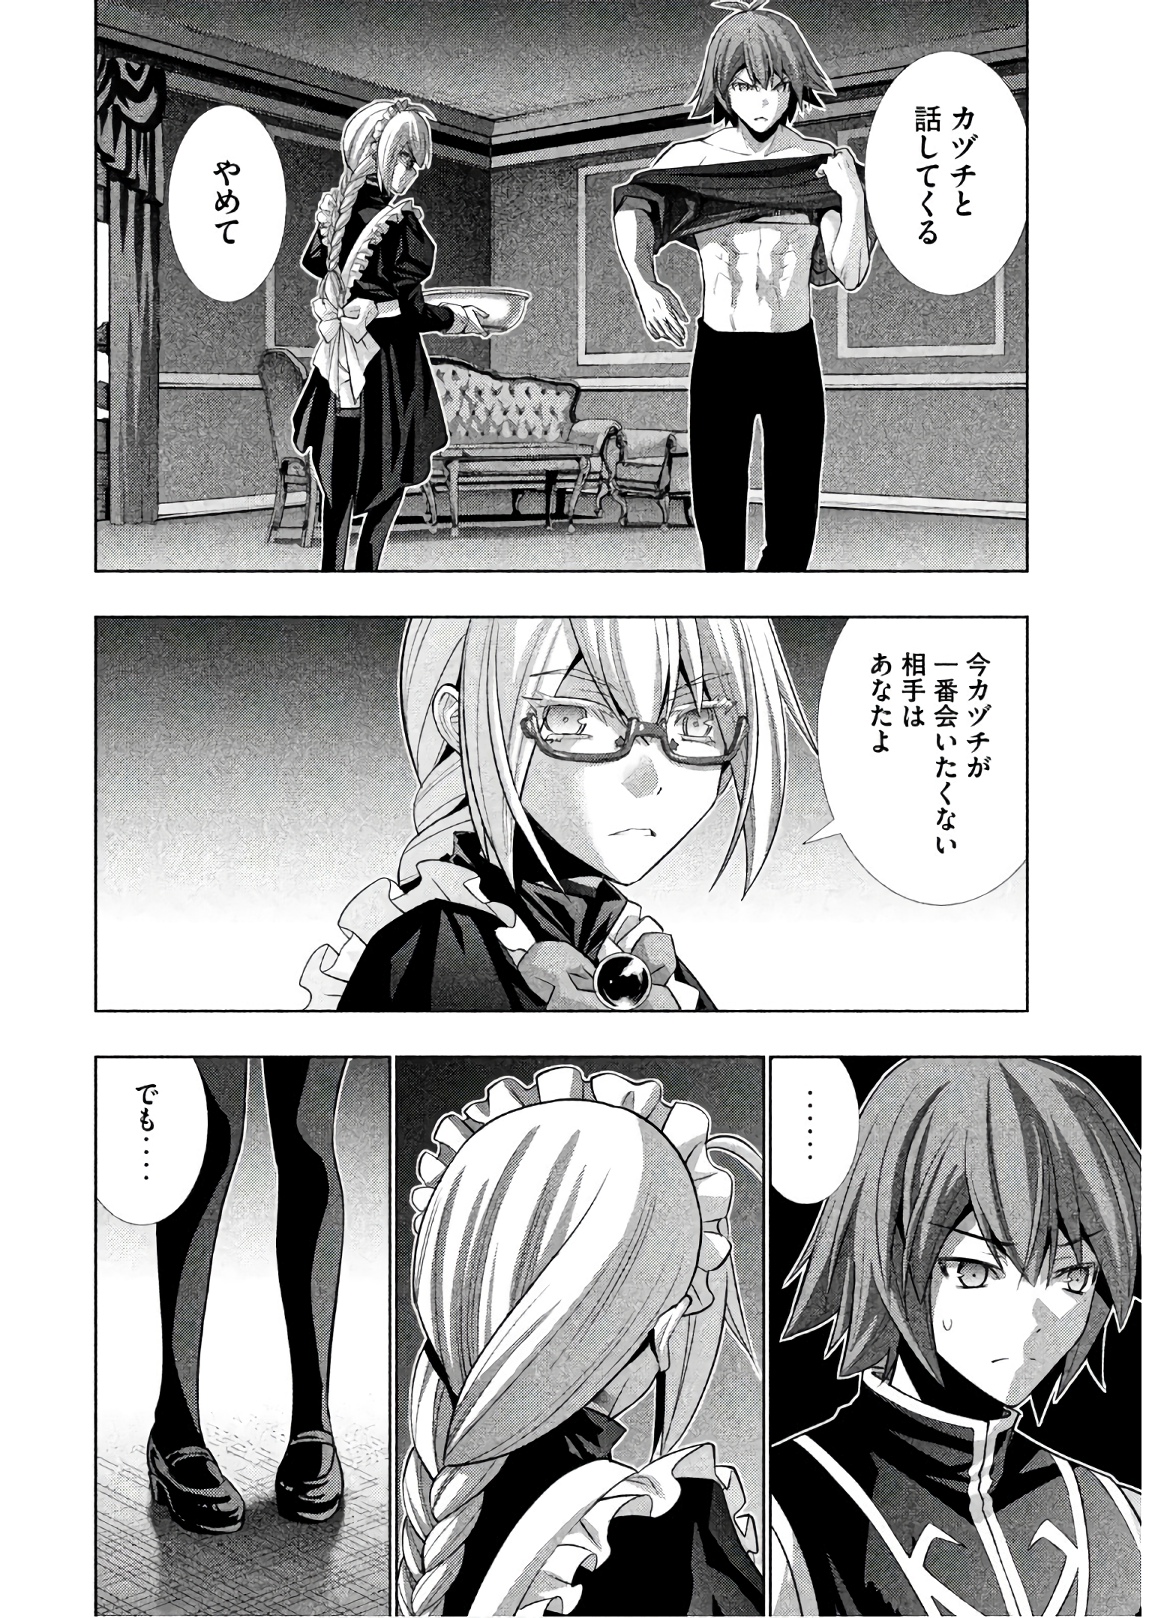 カヅチと
話してくる
やめて
今カヅチが
一番会いたくない
相手は
あなたよ
······
でも····